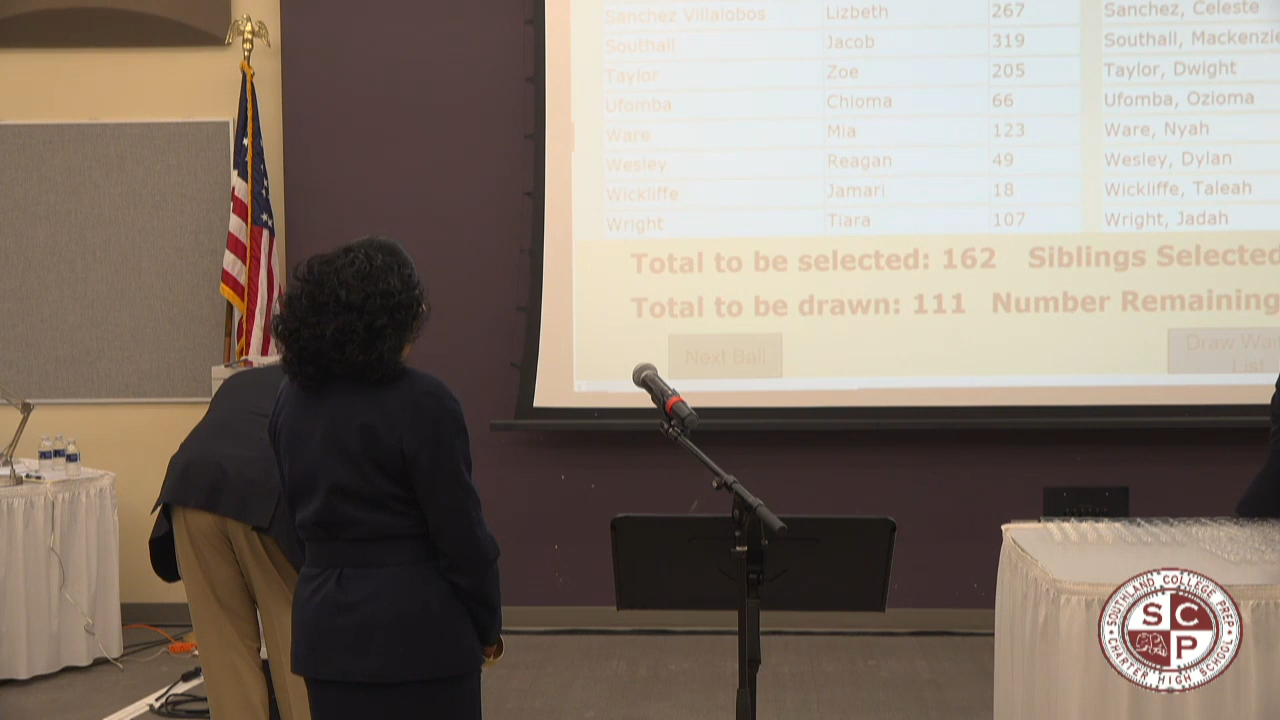 Sanchez Villalobos Lizbeth 267 Sanchez, Celeste
Southall Jacob 319 Southall, Mackenzie
Taylor Zoe 205 Taylor, Dwight
Ufomba Chioma 66 Ufomba, Ozioma
Ware Mia 123 Ware, Nyah
Wesley Reagan 49 Wesley, Dylan
Wickliffe Jamari 18 Wickliffe, Taleah
Wright Tiara 107 Wright, Jadah
Total to be selected: 162 Siblings Selected
Total to be drawn: 111 Number Remaining
Next Ball Draw Wait
List
SOUTHLAND COLLEGE PREP
S C
P
CHARTER HIGH SCHOOL